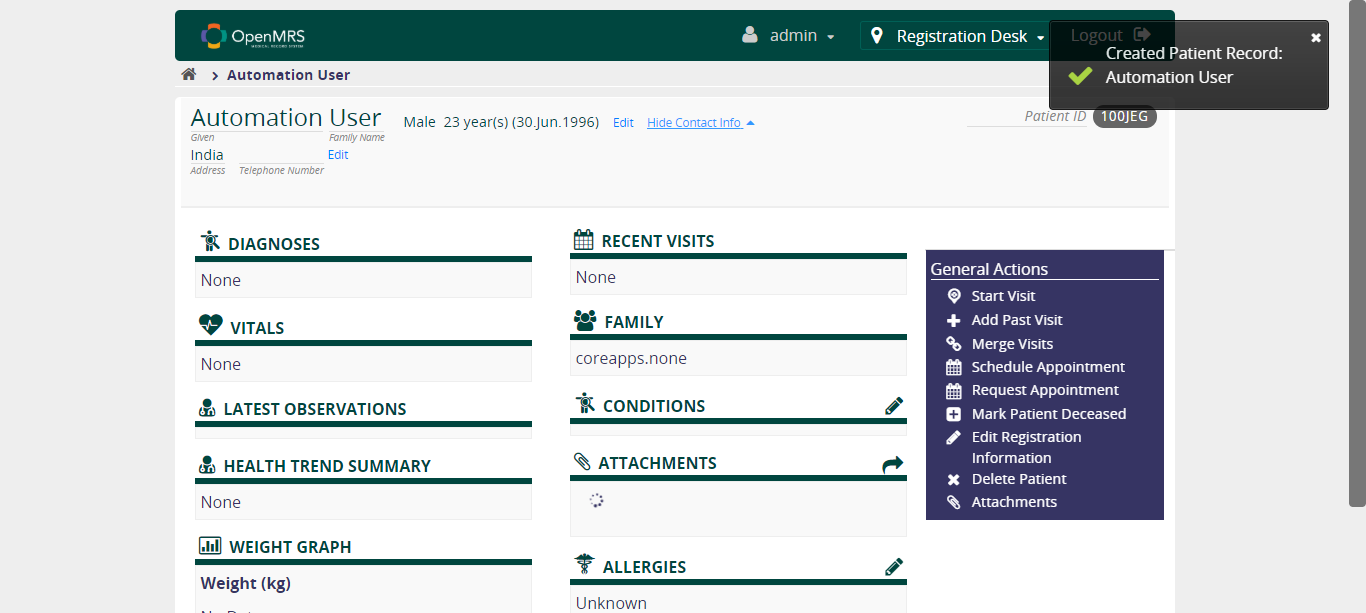 OpenMRS
MEDICAL RECORD SYSTEM
admin
Registration Desk
Logout
Created Patient Record:
Automation User
Automation User
Automation User
Given
Family Name
Male 23 year(s) (30.Jun.1996) Edit Hide Contact Info
Patient ID 100JEG
India
Edit
Address
Telephone Number
DIAGNOSES
None
VITALS
None
LATEST OBSERVATIONS
HEALTH TREND SUMMARY
None
WEIGHT GRAPH
Weight (kg)
RECENT VISITS
None
FAMILY
coreapps.none
CONDITIONS
ATTACHMENTS
ALLERGIES
Unknown
General Actions
Start Visit
Add Past Visit
Merge Visits
Schedule Appointment
Request Appointment
Mark Patient Deceased
Edit Registration
Information
Delete Patient
Attachments